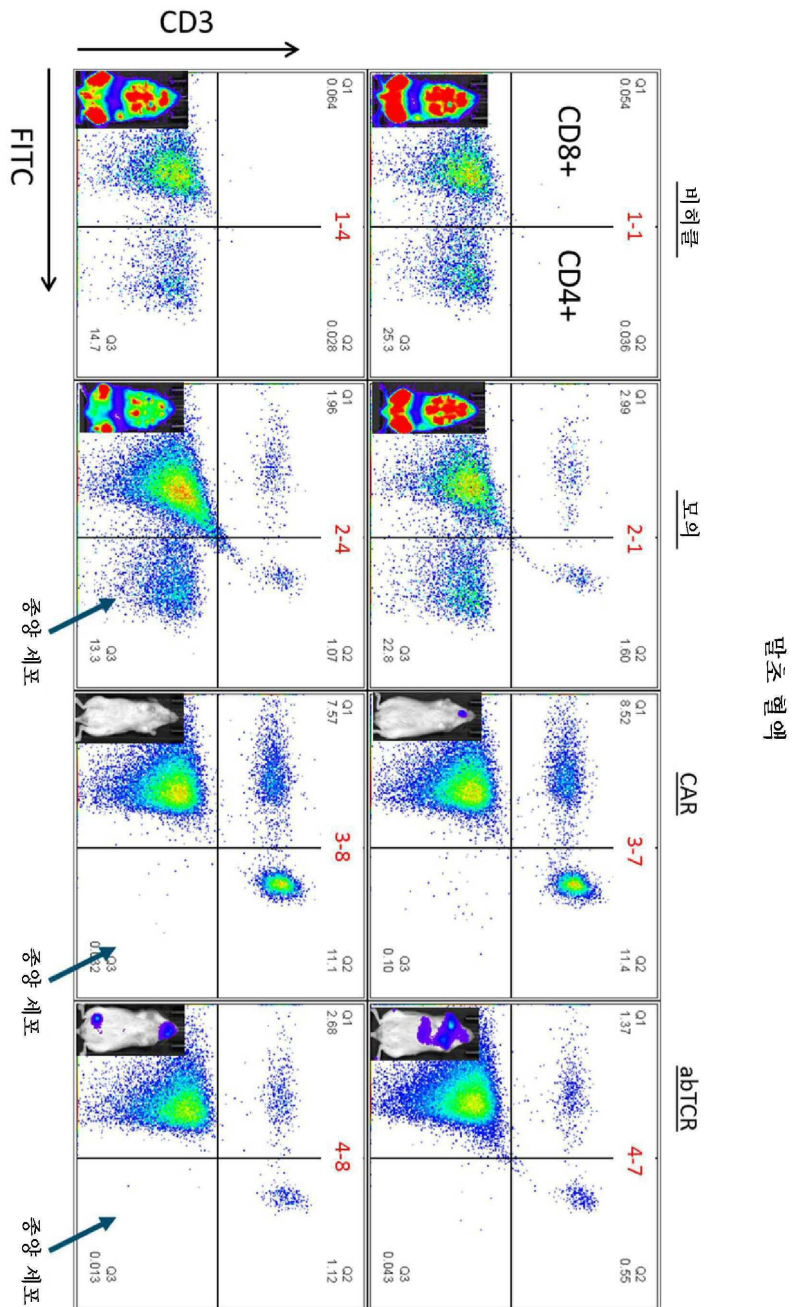 말초 혈액
비히클
모의
CAR
abTCR
Q1
0.054
1-1
Q2
0.036
CD8+
CD4+
Q3
25.3
Q1
2.99
2-1
Q2
1.60
Q3
22.8
Q1
8.52
3-7
Q2
11.4
Q3
0.10
Q1
1.37
4-7
Q2
0.55
Q3
0.043
Q1
0.064
1-4
Q2
0.028
Q3
14.7
Q1
1.96
2-4
Q2
1.07
Q3
13.3
Q1
7.57
3-8
Q2
11.1
Q3
0.032
Q1
2.68
4-8
Q2
1.12
Q3
0.013
CD3
FITC
종양 세포
종양 세포
종양 세포